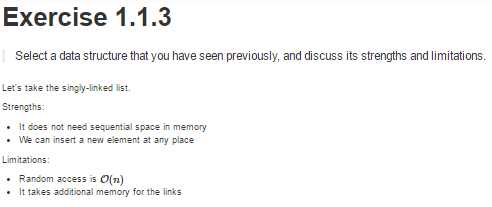 Exercise 1.1.3
Select a data structure that you have seen previously, and discuss its strengths and limitations.
Let's take the singly-linked list.
Strengths:
• It does not need sequential space in memory
• We can insert a new element at any place
Limitations:
• Random access is O(n)
• It takes additional memory for the links